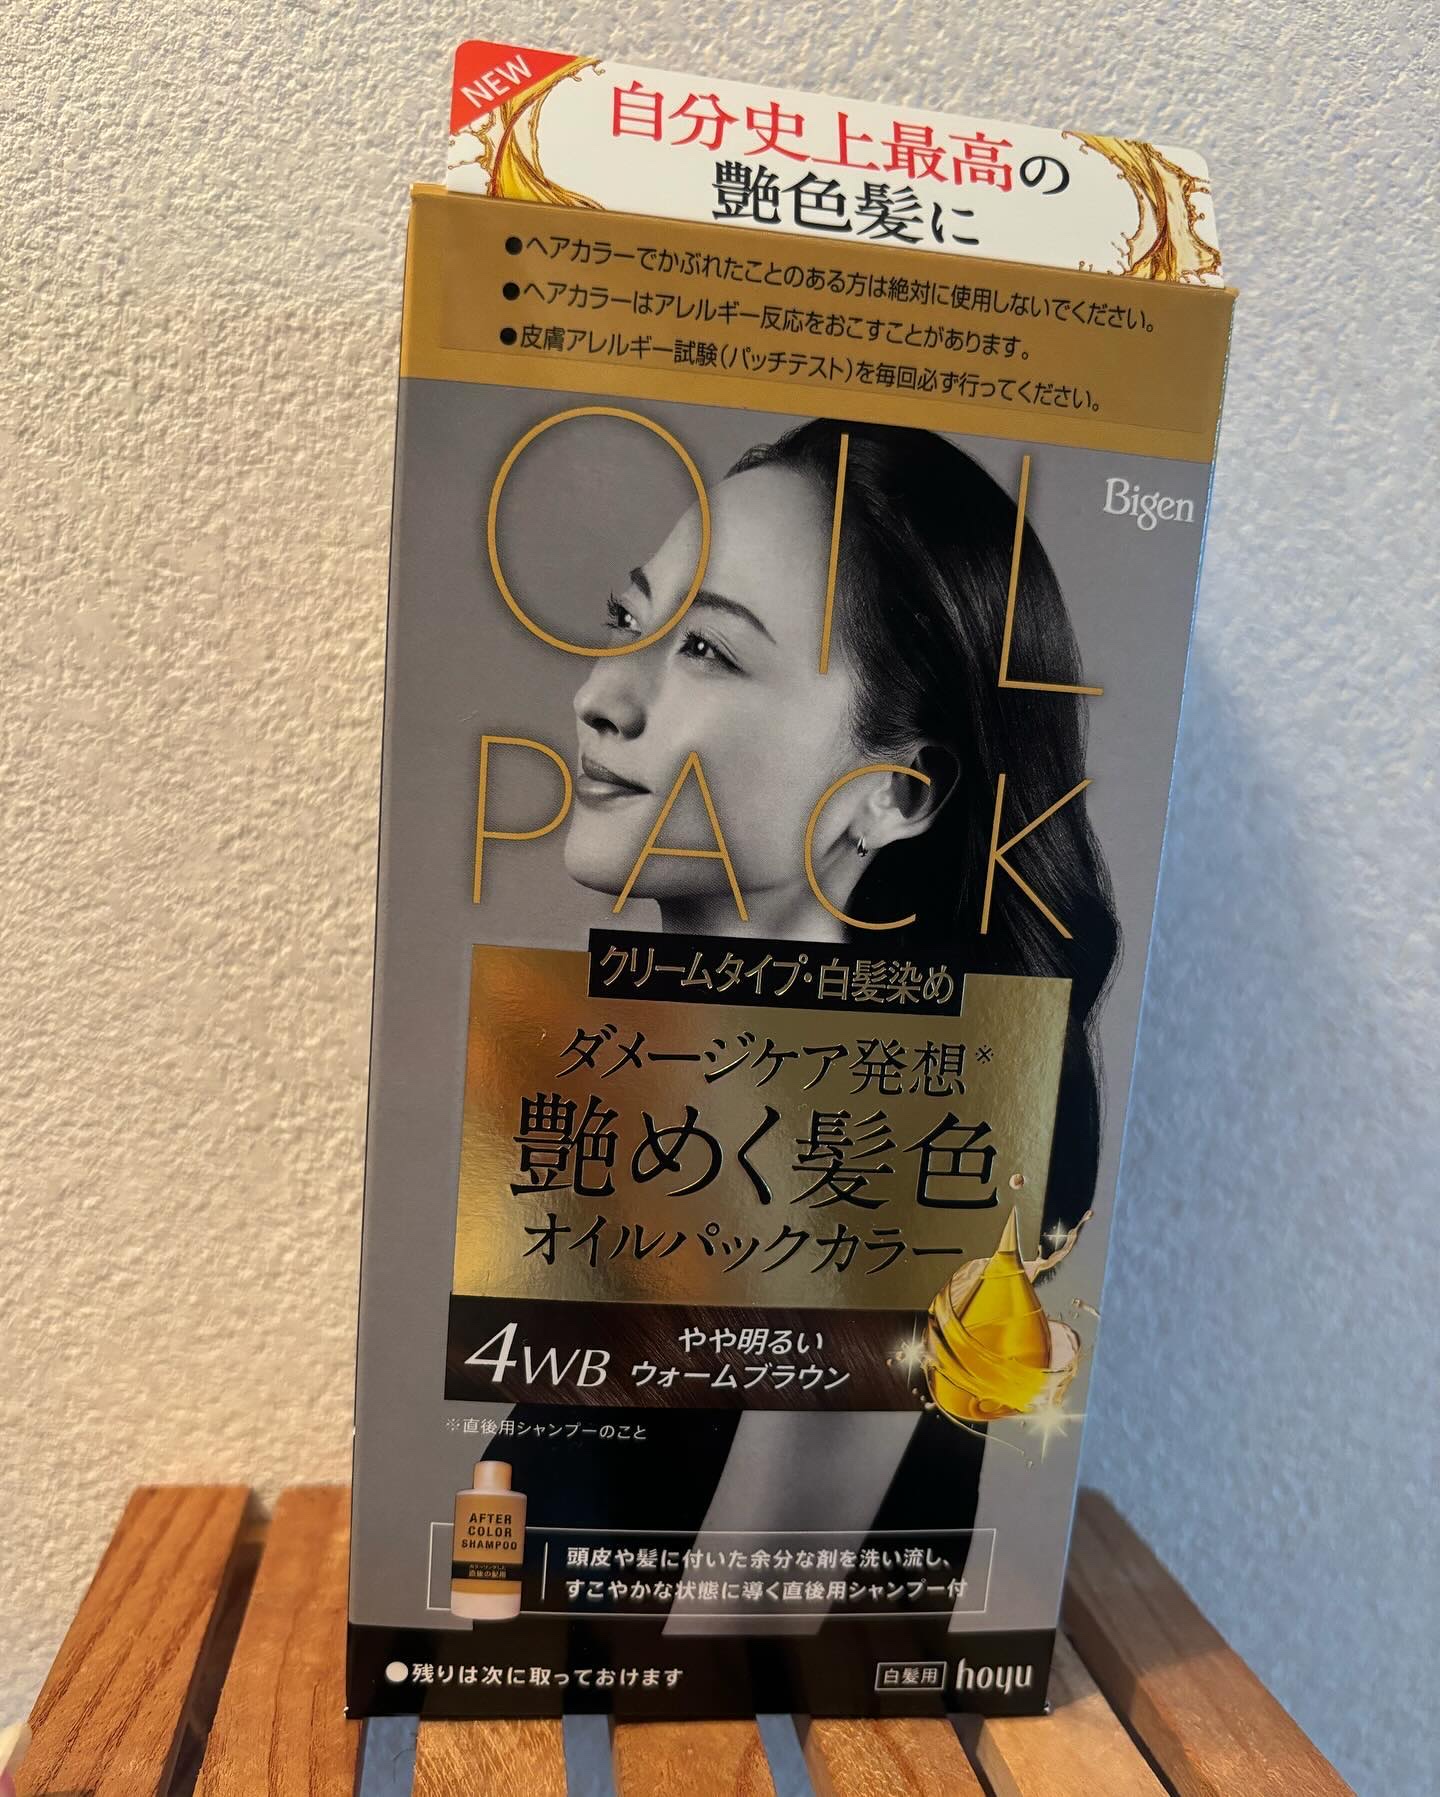 NEW
自分史上最高の
艶色髪に
●ヘアカラーでかぶれたことのある方は絶対に使用しないでください。
●ヘアカラーはアレルギー反応をおこすことがあります。
●皮膚アレルギー試験(パッチテスト)を毎回必ず行ってください。
Bigen
OIL
PACK
クリームタイプ・白髪染め
ダメージケア発想※
艶めく髪色
オイルパックカラー
4WB やや明るい
ウォームブラウン
※直後用シャンプーのこと
AFTER
COLOR
SHAMPOO
直後の髪用
頭皮や髪に付いた余分な剤を洗い流し、
すこやかな状態に導く直後用シャンプー付
●残りは次に取っておけます
白髪用 hoyu